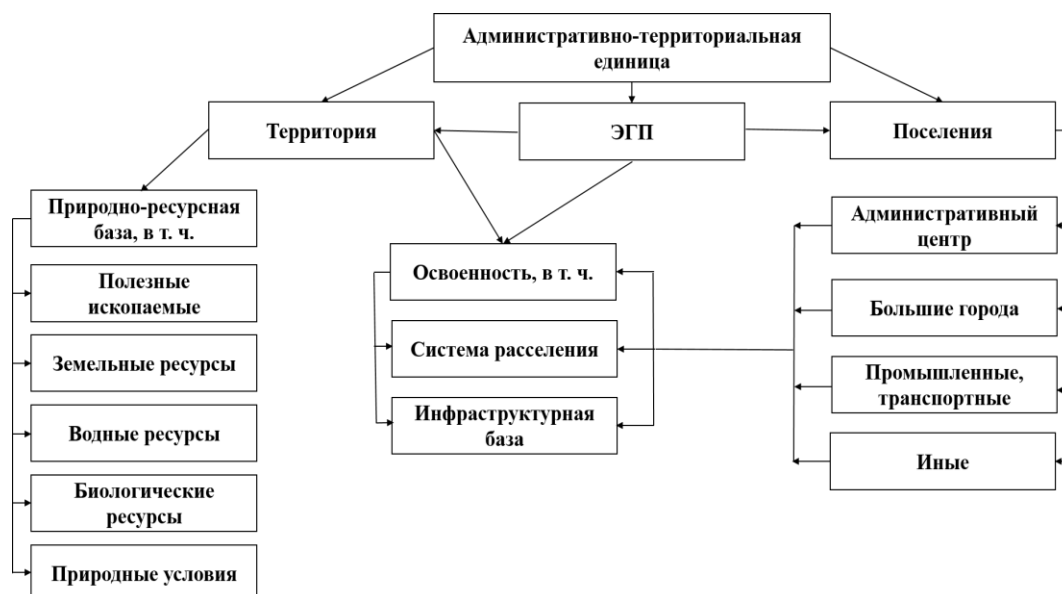 Административно-территориальная
единица
Территория
ЭГП
Поселения
Природно-ресурсная
база, в т. ч.
Полезные
ископаемые
Земельные ресурсы
Водные ресурсы
Биологические
ресурсы
Природные условия
Освоенность, в т. ч.
Система расселения
Инфраструктурная
база
Административный
центр
Большие города
Промышленные,
транспортные
Иные